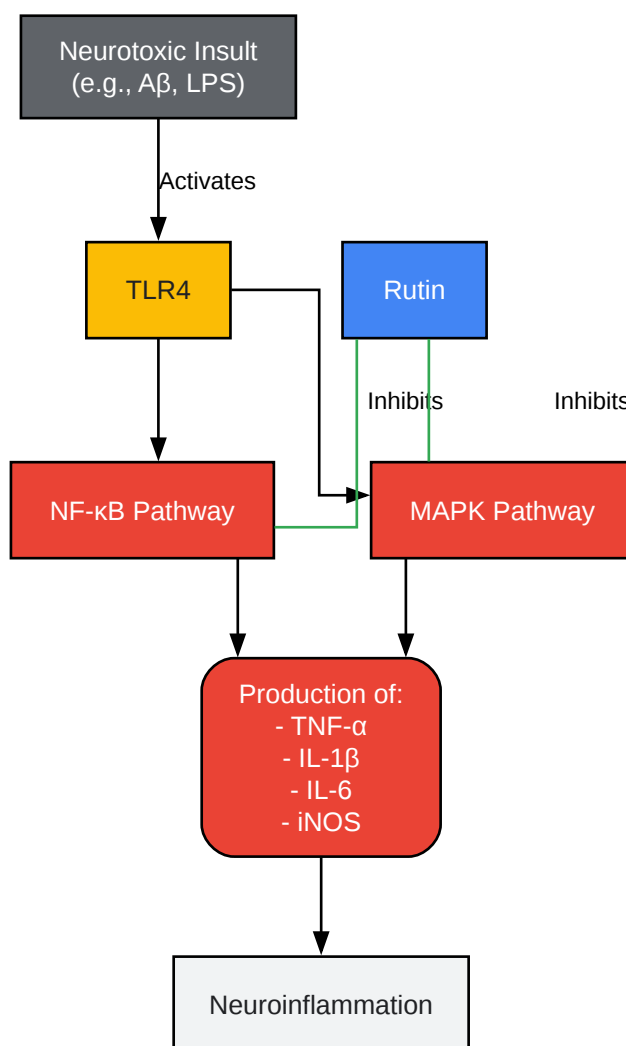 Neurotoxic Insult
(e.g., Aβ, LPS)
Activates
TLR4
Rutin
Inhibits
Inhibits
NF-κB Pathway
MAPK Pathway
Production of:
- TNF-α
- IL-1β
- IL-6
- iNOS
Neuroinflammation